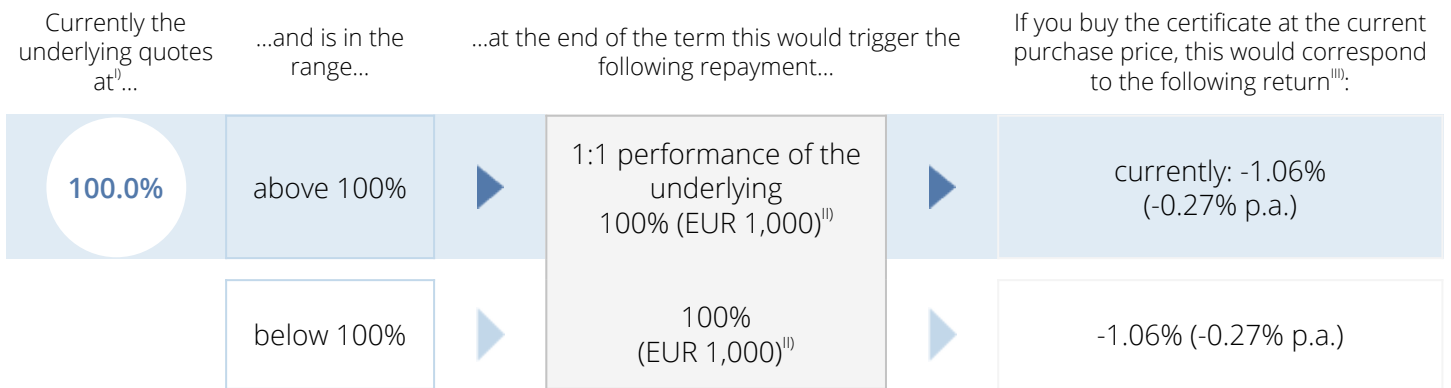 Currently the
underlying quotes
at^I)...
...and is in the
range...
...at the end of the term this would trigger the
following repayment...
If you buy the certificate at the current
purchase price, this would correspond
to the following return^III):
100.0%
above 100%
1:1 performance of the
underlying
100% (EUR 1,000)^II)
currently: -1.06%
(-0.27% p.a.)
below 100%
100%
(EUR 1,000)^II)
-1.06% (-0.27% p.a.)